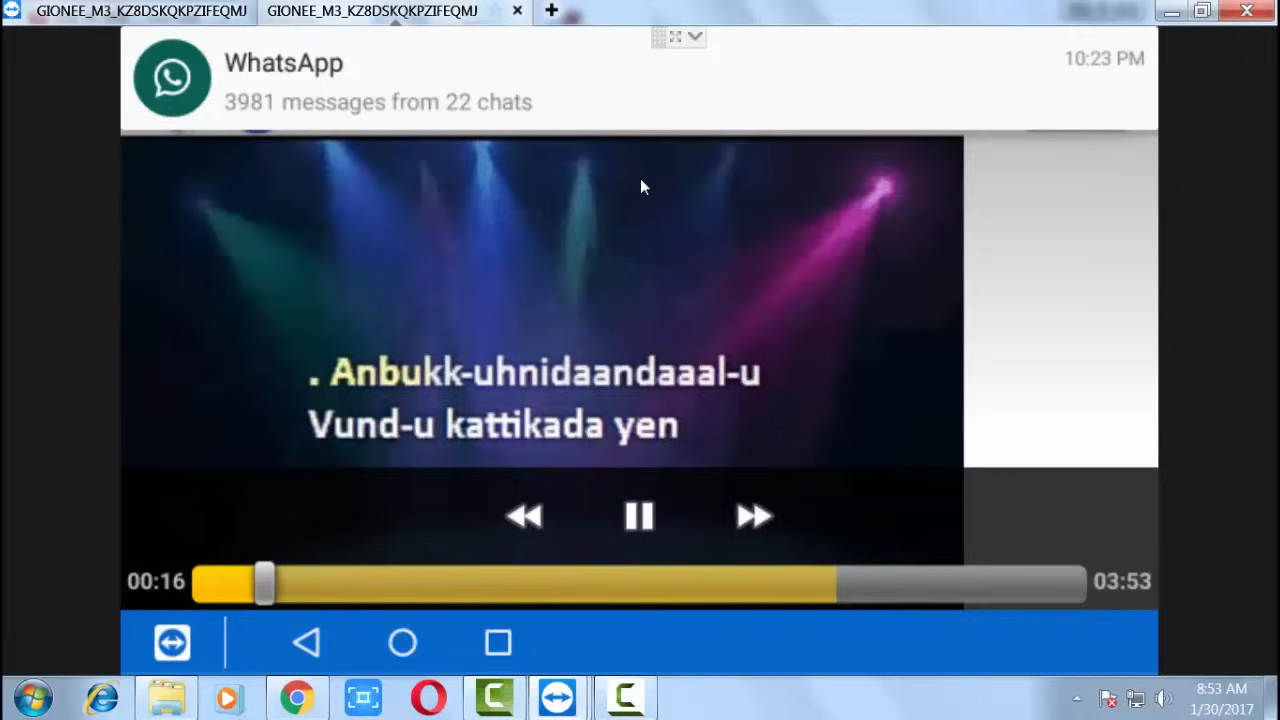 GIONEE_M3_KZ8DSKQKPZIFEQMJ
GIONEE_M3_KZ8DSKQKPZIFEQMJ
WhatsApp
10:23 PM
3981 messages from 22 chats
. Anbukk-uhnidaandaaal-u
Vund-u kattikada yen
00:16
03:53
8:53 AM
1/30/2017